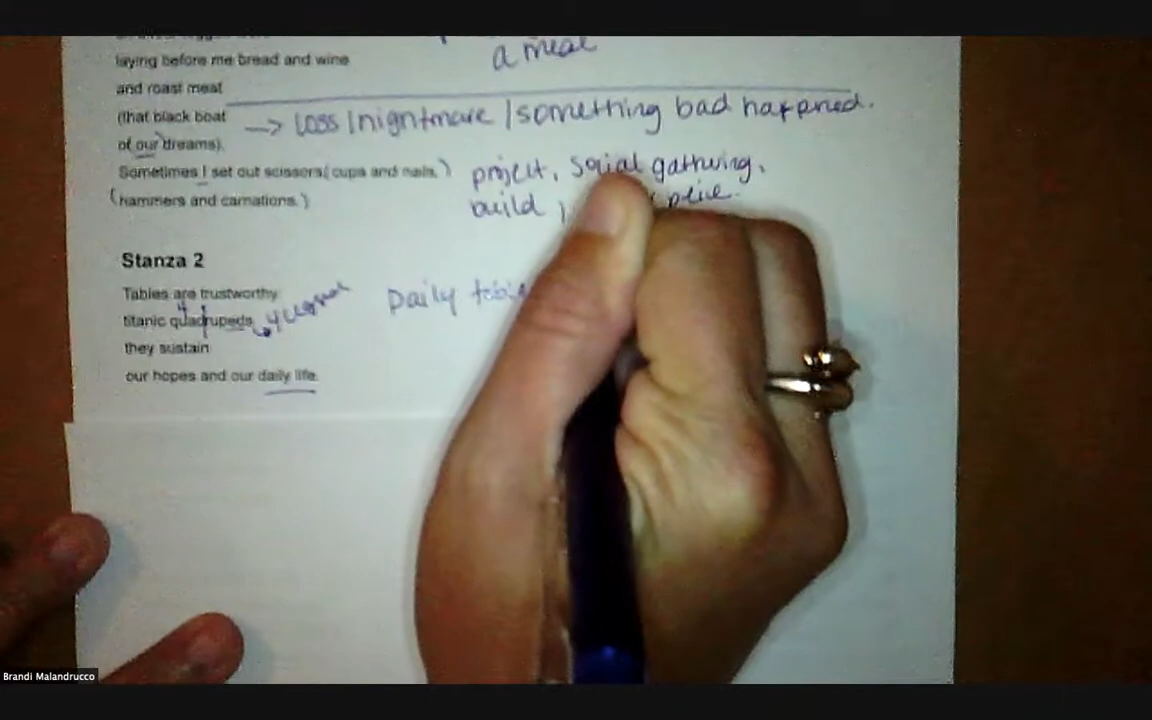 laying before me bread and wine
a meal
and roast meat
(that black boat
→ loss/nightmare/something bad happened.
of our dreams).
Sometimes I set out scissors (cups and nails,)
project, social gathering,
(hammers and carnations.)
build,
Stanza 2
Tables are trustworthy
titanic quadrupeds
4
they sustain
our hopes and our daily life.
Daily
Brandi Malandrucco